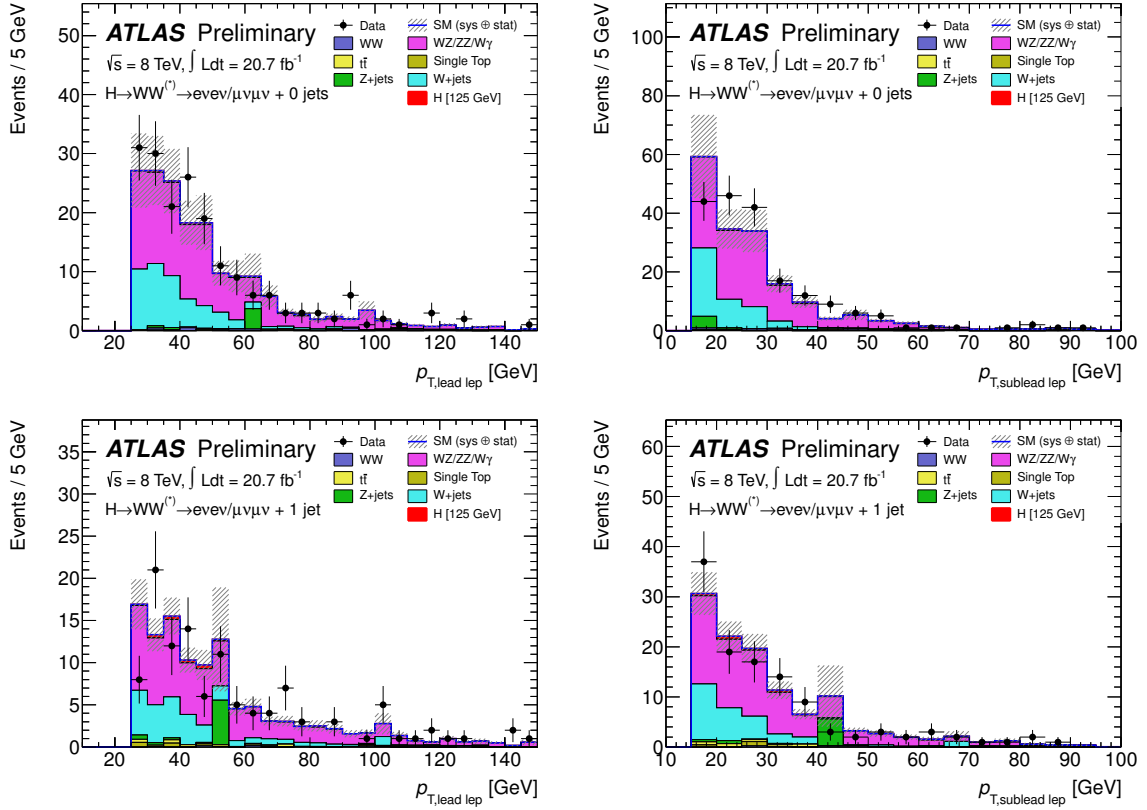 Events / 5 GeV
50
40
30
20
10
0
ATLAS Preliminary
√s = 8 TeV, ∫ Ldt = 20.7 fb⁻¹
H→WW⁽*⁾→eνeν/μνμν + 0 jets
Data
SM (sys ⊕ stat)
WW
WZ/ZZ/Wγ
tt̄
Single Top
Z+jets
W+jets
H [125 GeV]
20 40 60 80 100 120 140
p_T,lead lep [GeV]
Events / 5 GeV
100
80
60
40
20
0
ATLAS Preliminary
√s = 8 TeV, ∫ Ldt = 20.7 fb⁻¹
H→WW⁽*⁾→eνeν/μνμν + 0 jets
Data
SM (sys ⊕ stat)
WW
WZ/ZZ/Wγ
tt̄
Single Top
Z+jets
W+jets
H [125 GeV]
10 20 30 40 50 60 70 80 90 100
p_T,sublead lep [GeV]
Events / 5 GeV
35
30
25
20
15
10
5
0
ATLAS Preliminary
√s = 8 TeV, ∫ Ldt = 20.7 fb⁻¹
H→WW⁽*⁾→eνeν/μνμν + 1 jet
Data
SM (sys ⊕ stat)
WW
WZ/ZZ/Wγ
tt̄
Single Top
Z+jets
W+jets
H [125 GeV]
20 40 60 80 100 120 140
p_T,lead lep [GeV]
Events / 5 GeV
60
50
40
30
20
10
0
ATLAS Preliminary
√s = 8 TeV, ∫ Ldt = 20.7 fb⁻¹
H→WW⁽*⁾→eνeν/μνμν + 1 jet
Data
SM (sys ⊕ stat)
WW
WZ/ZZ/Wγ
tt̄
Single Top
Z+jets
W+jets
H [125 GeV]
10 20 30 40 50 60 70 80 90 100
p_T,sublead lep [GeV]